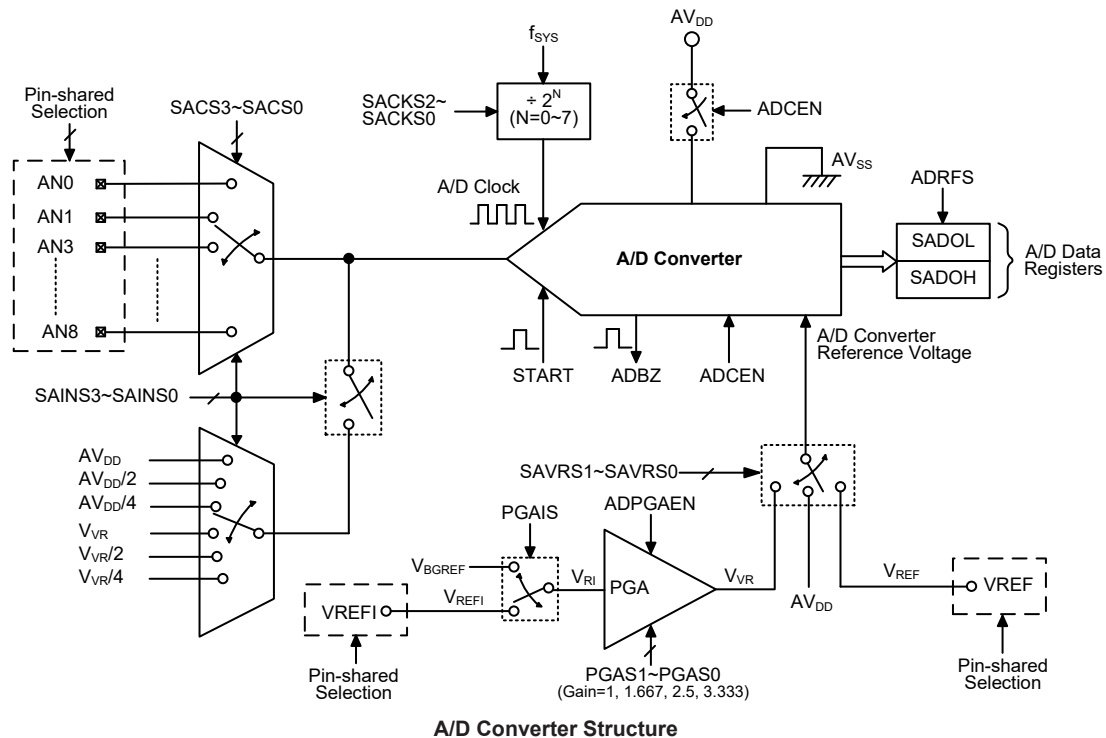 AV_DD
f_SYS
Pin-shared
Selection
SACS3~SACS0
SACKS2~
SACKS0
÷ 2^N
(N=0~7)
ADCEN
AN0
AN1
AN3
AN8
A/D Clock
AV_SS
ADRFS
A/D Converter
SADOL
SADOH
A/D Data
Registers
START
ADBZ
ADCEN
A/D Converter
Reference Voltage
SAINS3~SAINS0
AV_DD
AV_DD/2
AV_DD/4
V_VR
V_VR/2
V_VR/4
SAVRS1~SAVRS0
PGAIS
ADPGAEN
V_BGREF
V_REFI
VREFI
V_RI
PGA
V_VR
AV_DD
V_REF
VREF
Pin-shared
Selection
PGAS1~PGAS0
(Gain=1, 1.667, 2.5, 3.333)
Pin-shared
Selection
A/D Converter Structure